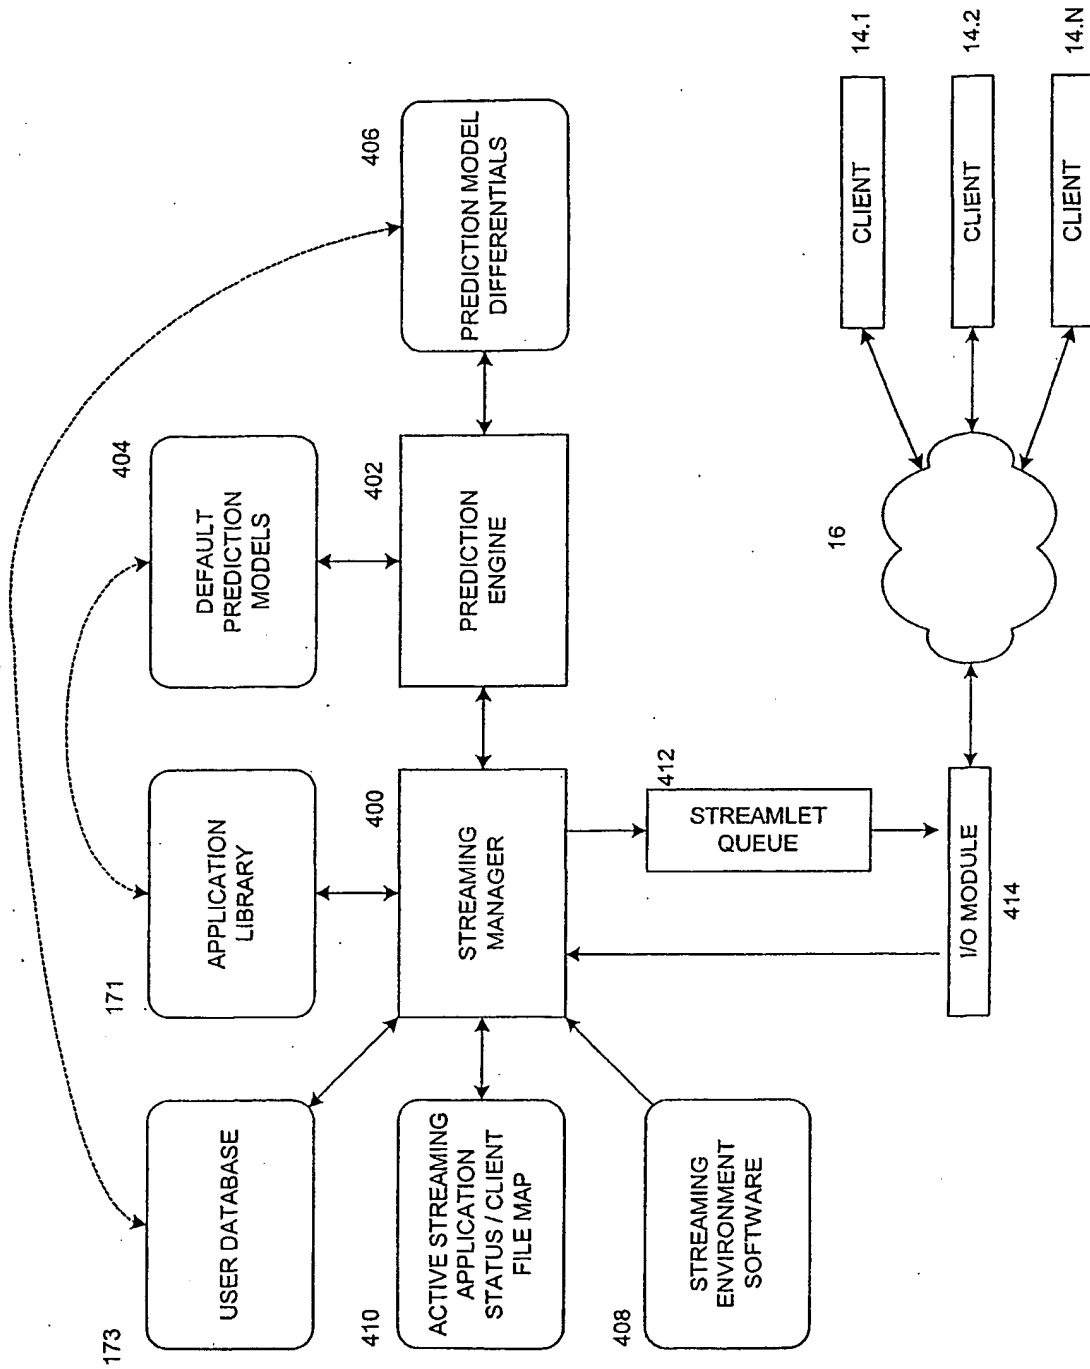 173
USER DATABASE
410
ACTIVE STREAMING
APPLICATION
STATUS / CLIENT
FILE MAP
408
STREAMING
ENVIRONMENT
SOFTWARE
171
APPLICATION
LIBRARY
400
STREAMING
MANAGER
412
STREAMLET
QUEUE
I/O MODULE
414
404
DEFAULT
PREDICTION
MODELS
402
PREDICTION
ENGINE
406
PREDICTION MODEL
DIFFERENTIALS
16
CLIENT
14.1
CLIENT
14.2
CLIENT
14.N